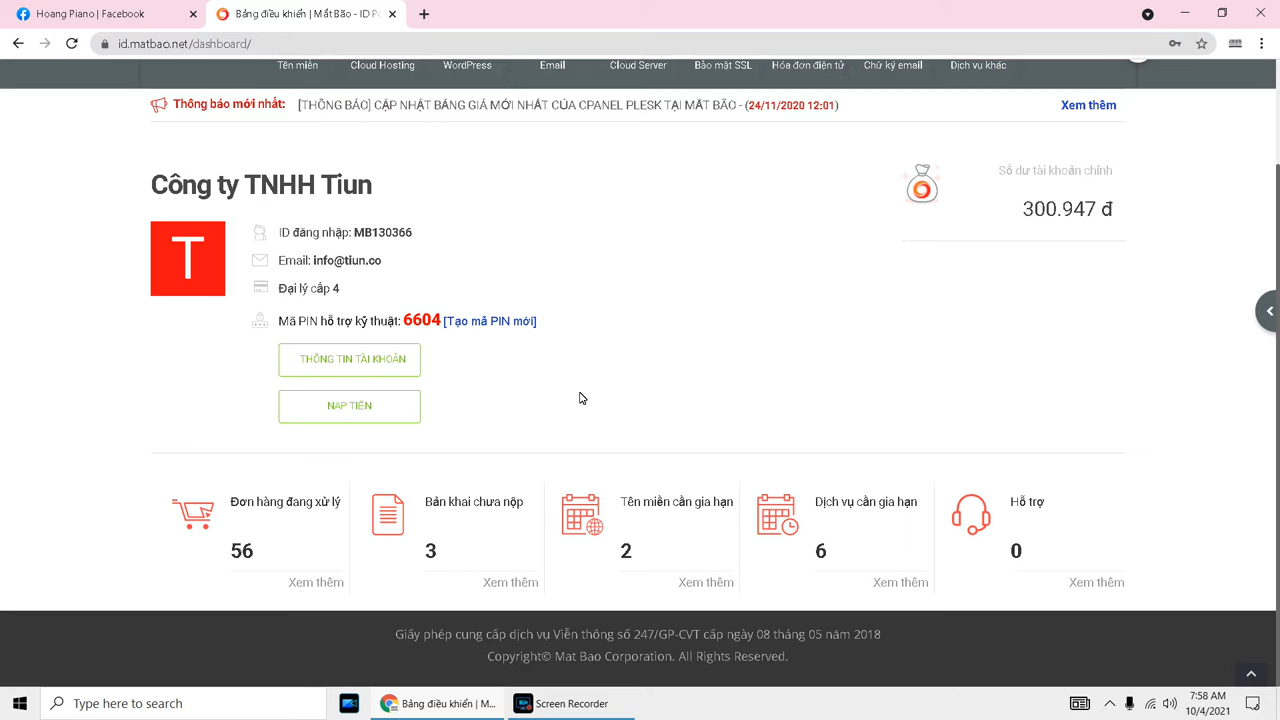 Hoang Piano | Facebook
Bảng điều khiển | Mắt Bão - ID P
id.matbao.net/dashboard/
Tên miền Cloud Hosting WordPress Email Cloud Server Bảo mật SSL Hóa đơn điện tử Chữ ký email Dịch vụ khác
Thông báo mới nhất: [THÔNG BÁO] CẬP NHẬT BẢNG GIÁ MỚI NHẤT CỦA CPANEL PLESK TẠI MẮT BÃO - (24/11/2020 12:01) Xem thêm
Công ty TNHH Tiun
Số dư tài khoản chính
300.947 đ
T
ID đăng nhập: MB130366
Email: info@tiun.co
Đại lý cấp 4
Mã PIN hỗ trợ kỹ thuật: 6604 [Tạo mã PIN mới]
THÔNG TIN TÀI KHOẢN
NẠP TIỀN
Đơn hàng đang xử lý
56
Xem thêm
Bản khai chưa nộp
3
Xem thêm
Tên miền cần gia hạn
2
Xem thêm
Dịch vụ cần gia hạn
6
Xem thêm
Hỗ trợ
0
Xem thêm
Giấy phép cung cấp dịch vụ Viễn thông số 247/GP-CVT cấp ngày 08 tháng 05 năm 2018
Copyright© Mat Bao Corporation. All Rights Reserved.
Type here to search
Bảng điều khiển | M...
Screen Recorder
7:58 AM
10/4/2021